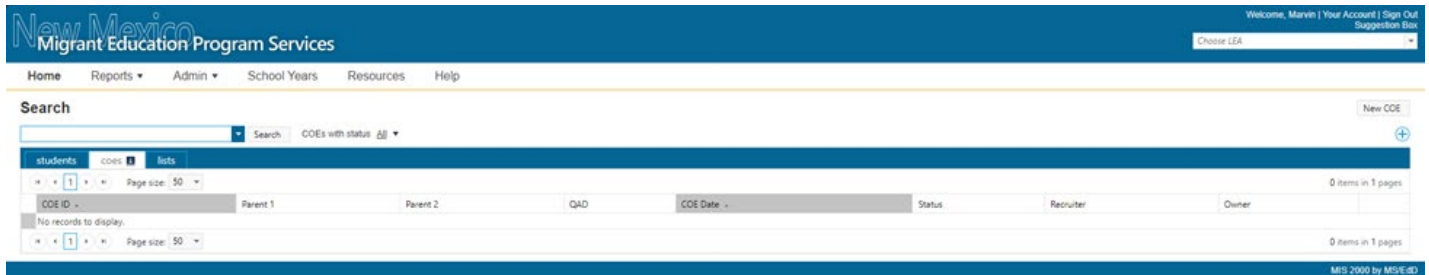 New Mexico
Migrant Education Program Services
Welcome, Marvin | Your Account | Sign Out
Suggestion Box
Choose LEA
Home Reports Admin School Years Resources Help
Search
New COE
Search COEs with status All
students coes lists
1 Page size: 50 0 items in 1 pages
COE ID Parent 1 Parent 2 QAD COE Date Status Recruiter Owner
No records to display.
1 Page size: 50 0 items in 1 pages
MIS 2000 by MS/EdD